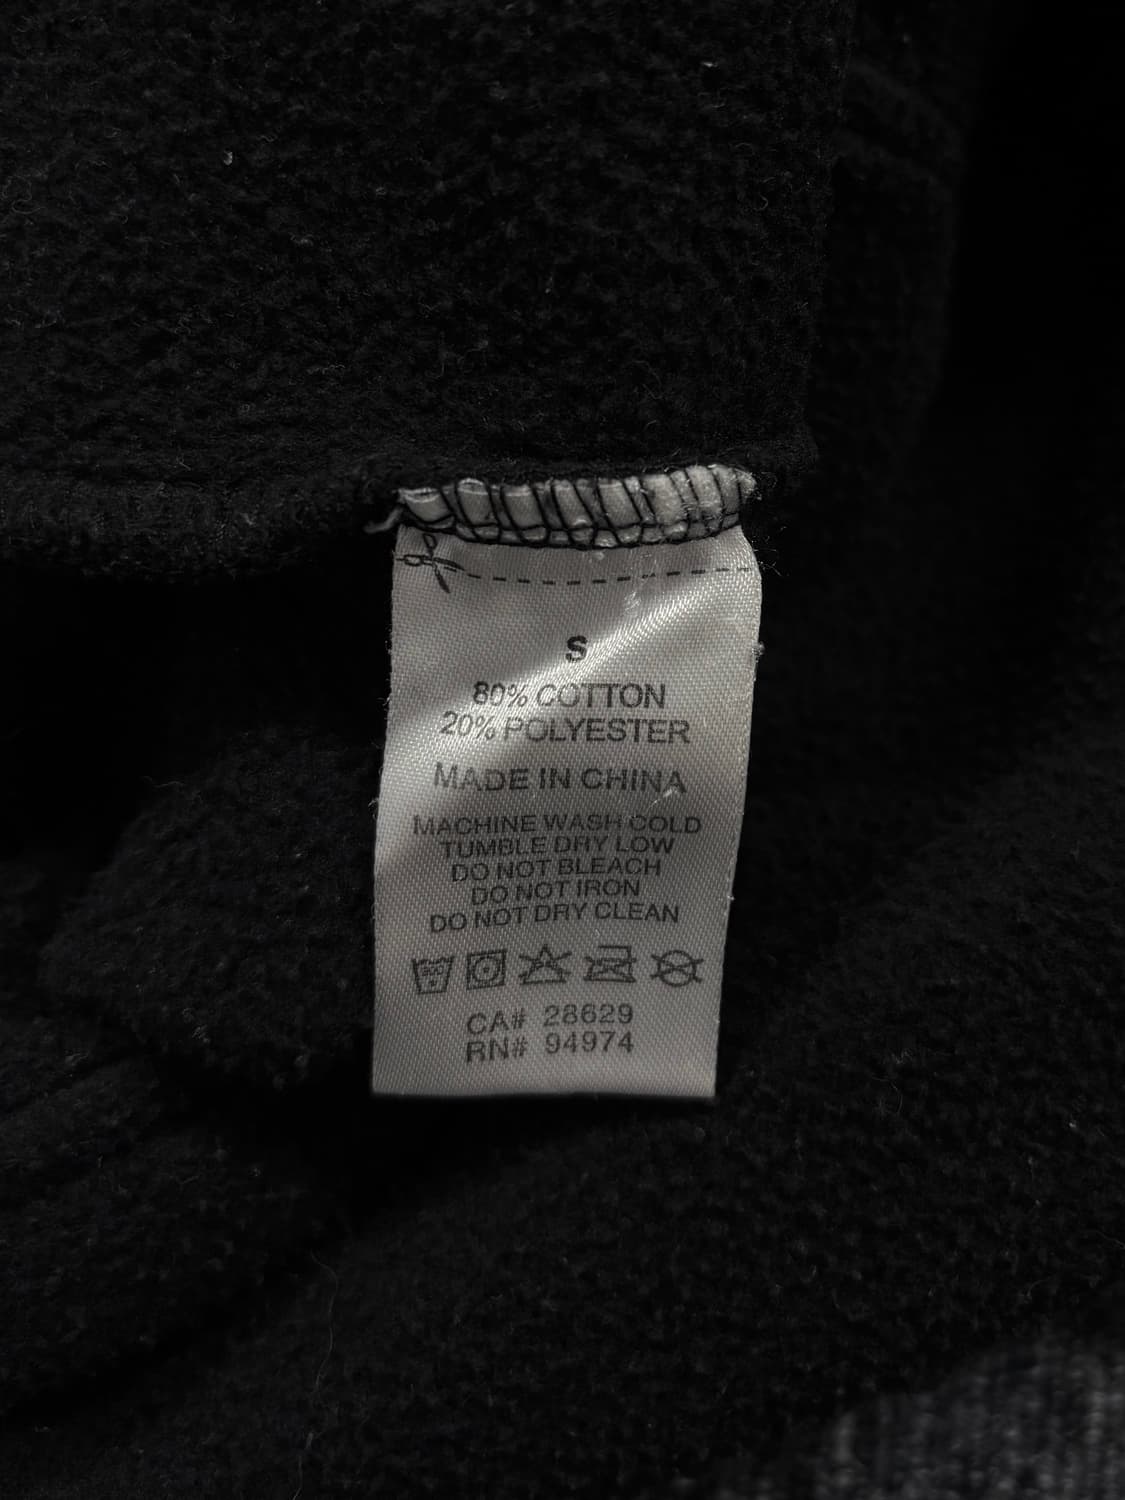 S
80% COTTON
20% POLYESTER
MADE IN CHINA
MACHINE WASH COLD
TUMBLE DRY LOW
DO NOT BLEACH
DO NOT IRON
DO NOT DRY CLEAN
CA# 28629
RN# 94974